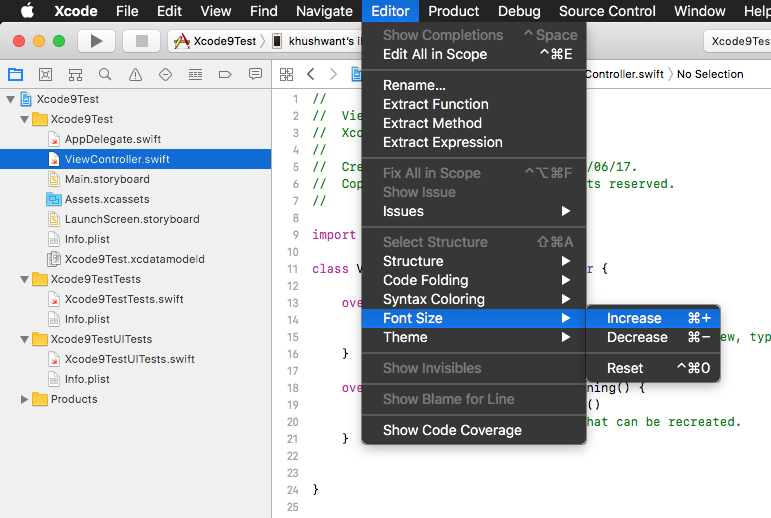 Xcode File Edit View Find Navigate Editor Product Debug Source Control Window Hel
Xcode9Test khushwant's i Xcode9Tes
Controller.swift No Selection
Xcode9Test
Xcode9Test
AppDelegate.swift
ViewController.swift
Main.storyboard
Assets.xcassets
LaunchScreen.storyboard
Info.plist
Xcode9Test.xcdatamodeld
Xcode9TestTests
Xcode9TestTests.swift
Info.plist
Xcode9TestUITests
Xcode9TestUITests.swift
Info.plist
Products
1 //
2 // Vie
3 // Xco
4 //
5 // Cre /06/17.
6 // Cop ts reserved.
7 //
8
9 import
10
11 class V r {
12
13 ove
14
15 ew, typ
16 }
17
18 ove ning() {
19 ()
20 hat can be recreated.
21 }
22
23
24 }
25
Show Completions ^ Space
Edit All in Scope ^⌘E
Rename...
Extract Function
Extract Method
Extract Expression
Fix All in Scope ^⌥⌘F
Show Issue
Issues
Select Structure ⇧⌘A
Structure
Code Folding
Syntax Coloring
Font Size
Theme
Show Invisibles
Show Blame for Line
Show Code Coverage
Increase ⌘+
Decrease ⌘−
Reset ^⌘0